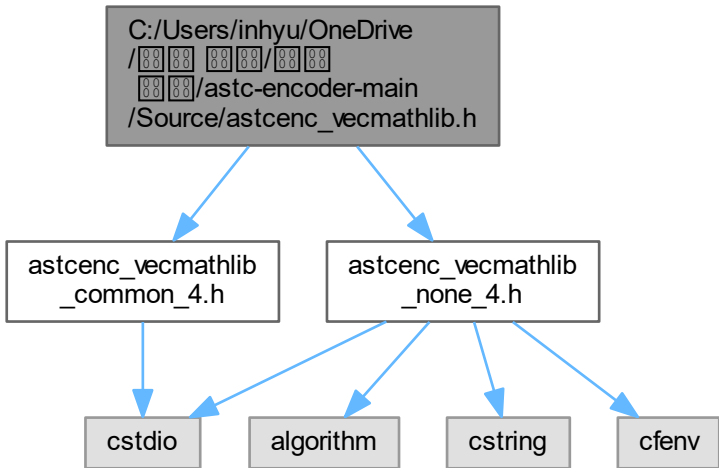 C:/Users/inhyu/OneDrive
/ /
/astc-encoder-main
/Source/astcenc_vecmathlib.h
astcenc_vecmathlib
_common_4.h
astcenc_vecmathlib
_none_4.h
cstdio
algorithm
cstring
cfenv